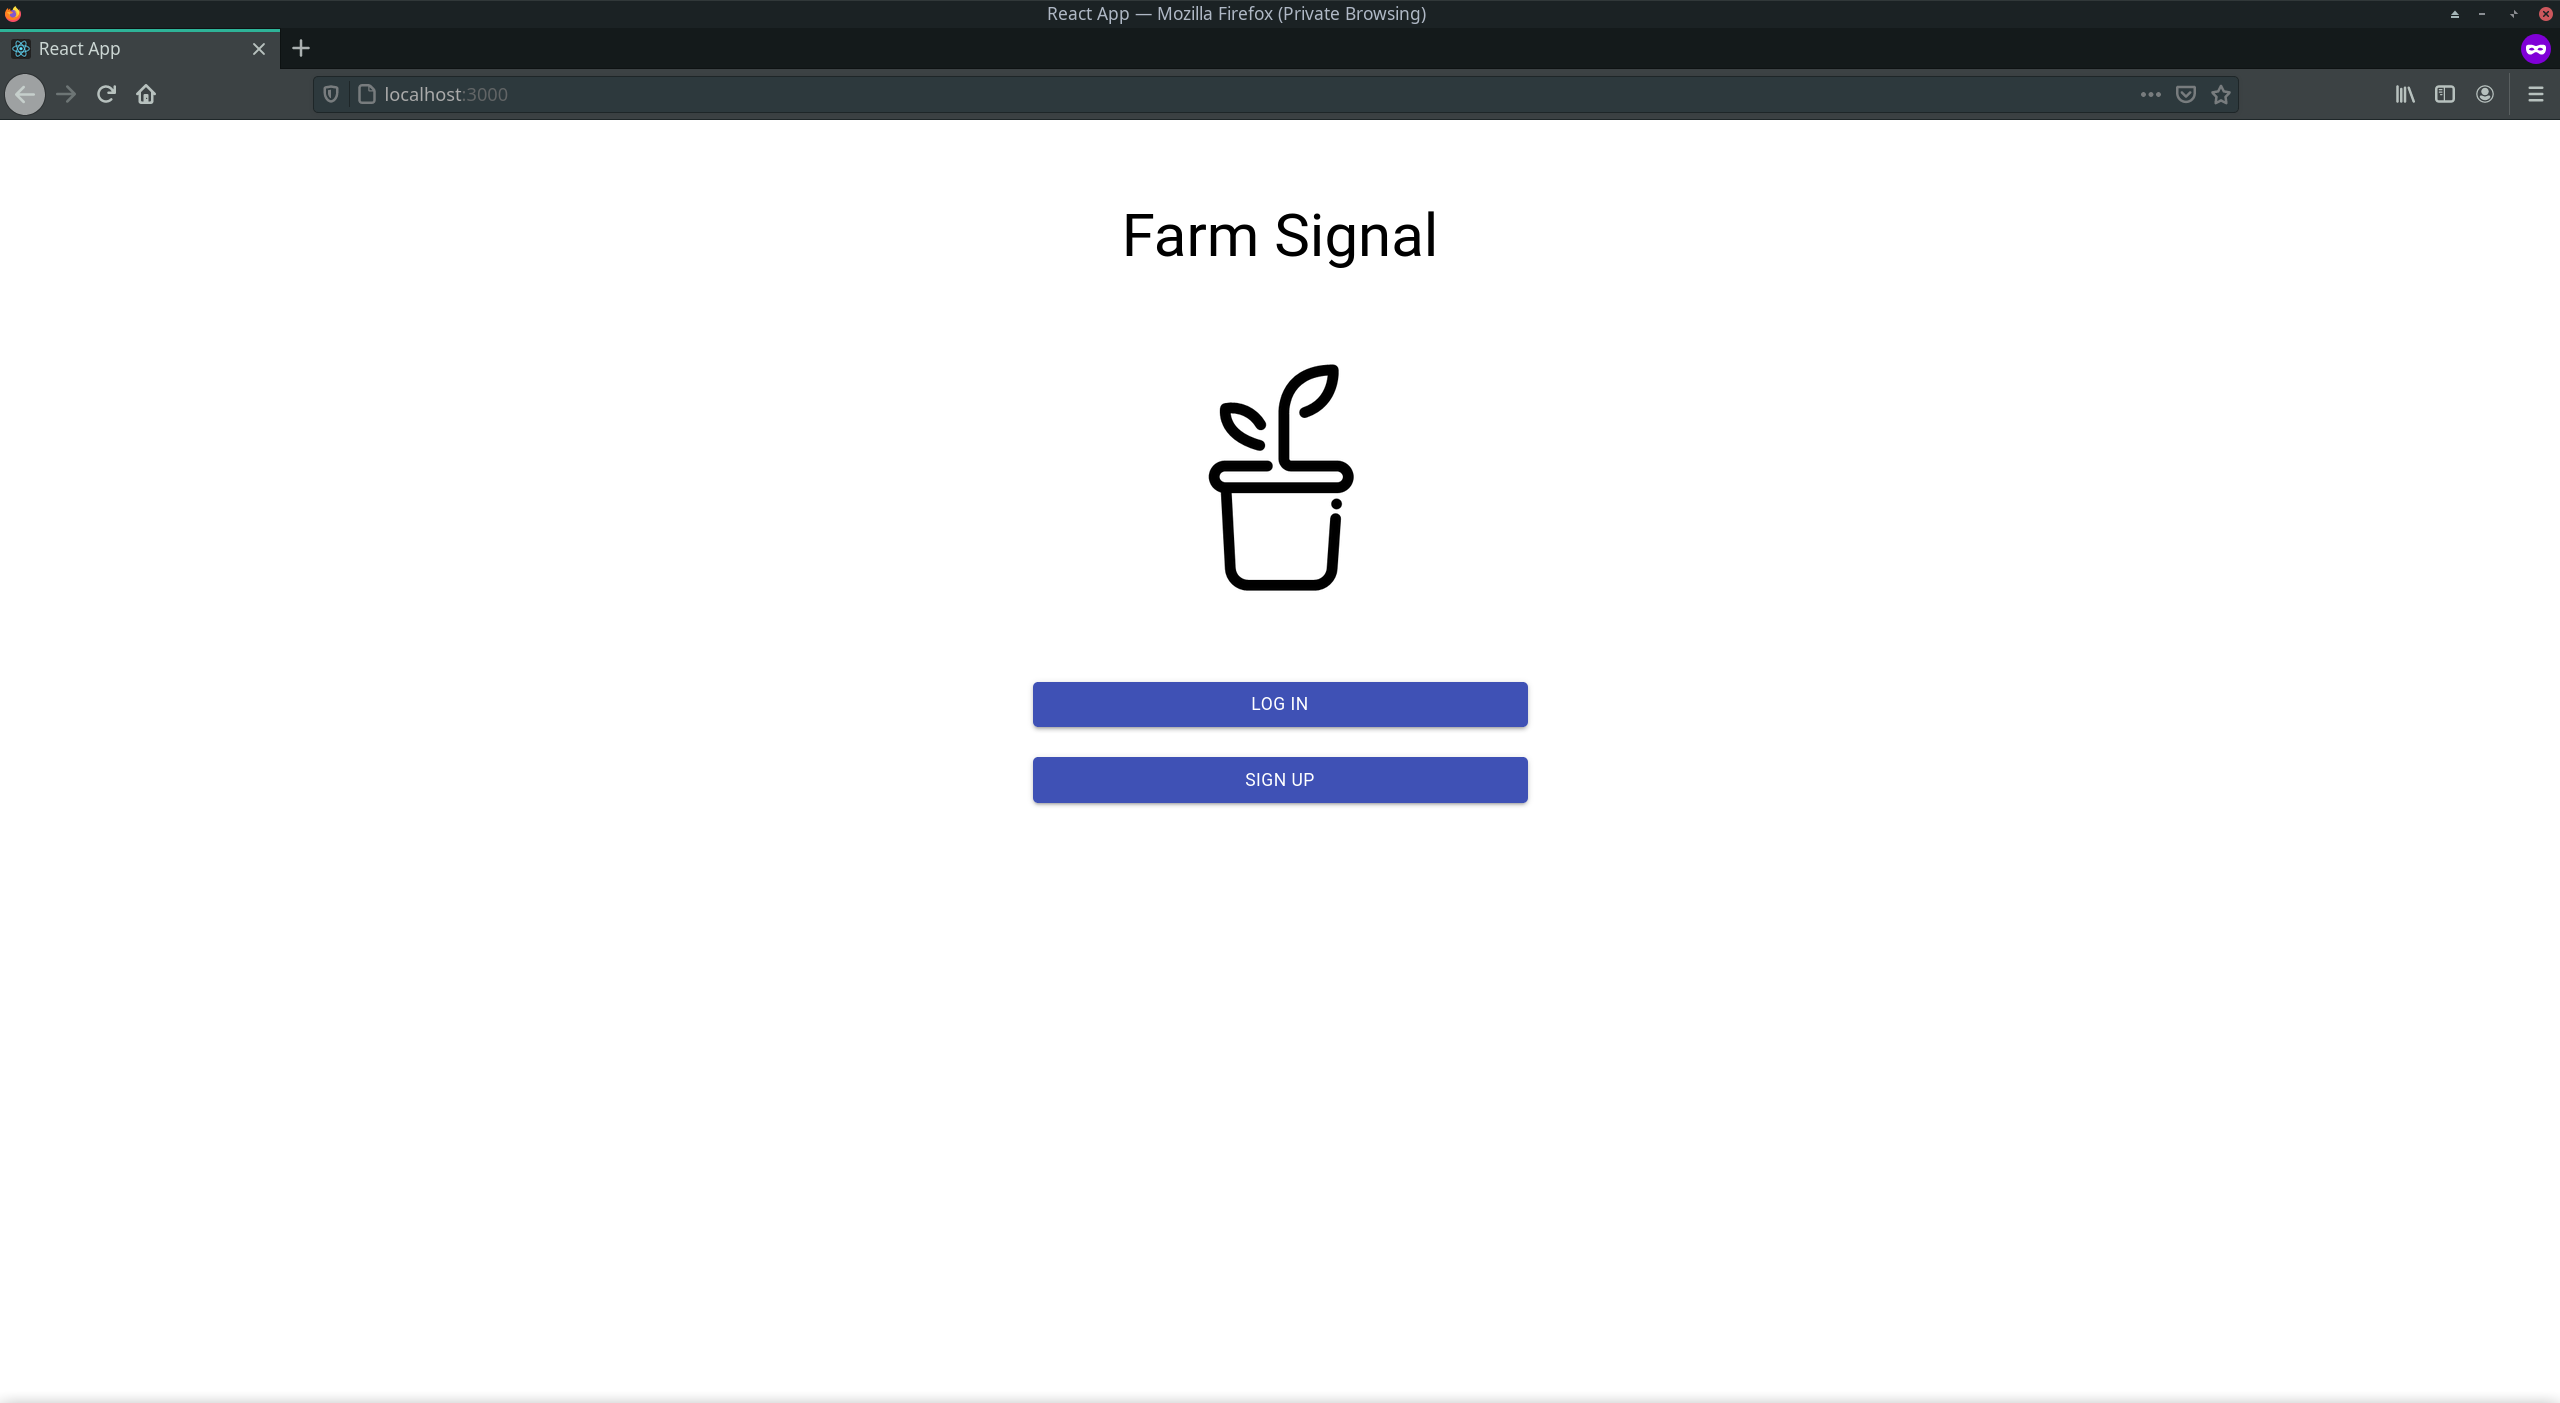 React App — Mozilla Firefox (Private Browsing)
React App
localhost:3000
Farm Signal
LOG IN
SIGN UP